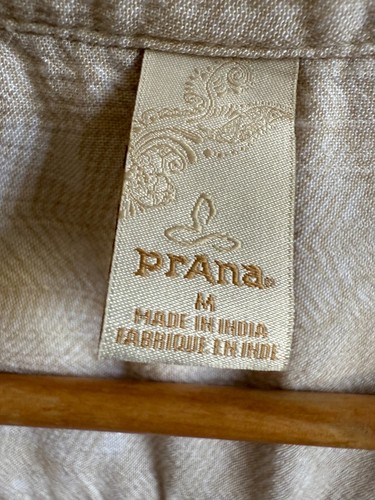 prAna®
M
MADE IN INDIA
FABRIQUE EN INDE